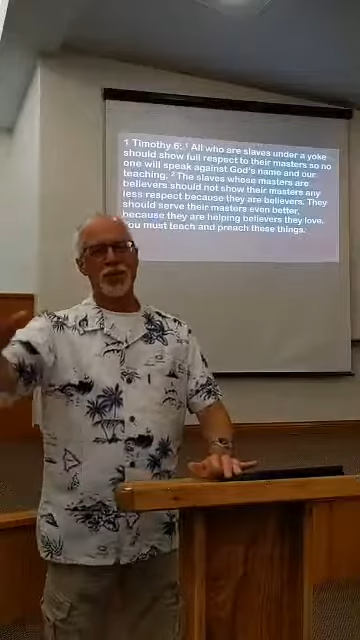 1 Timothy 6: 1 All who are slaves under a yoke
should show full respect to their masters so no
one will speak against God's name and our
teaching. 2 The slaves whose masters are
believers should not show their masters any
less respect because they are believers. They
should serve their masters even better,
because they are helping believers they love.
You must teach and preach these things.